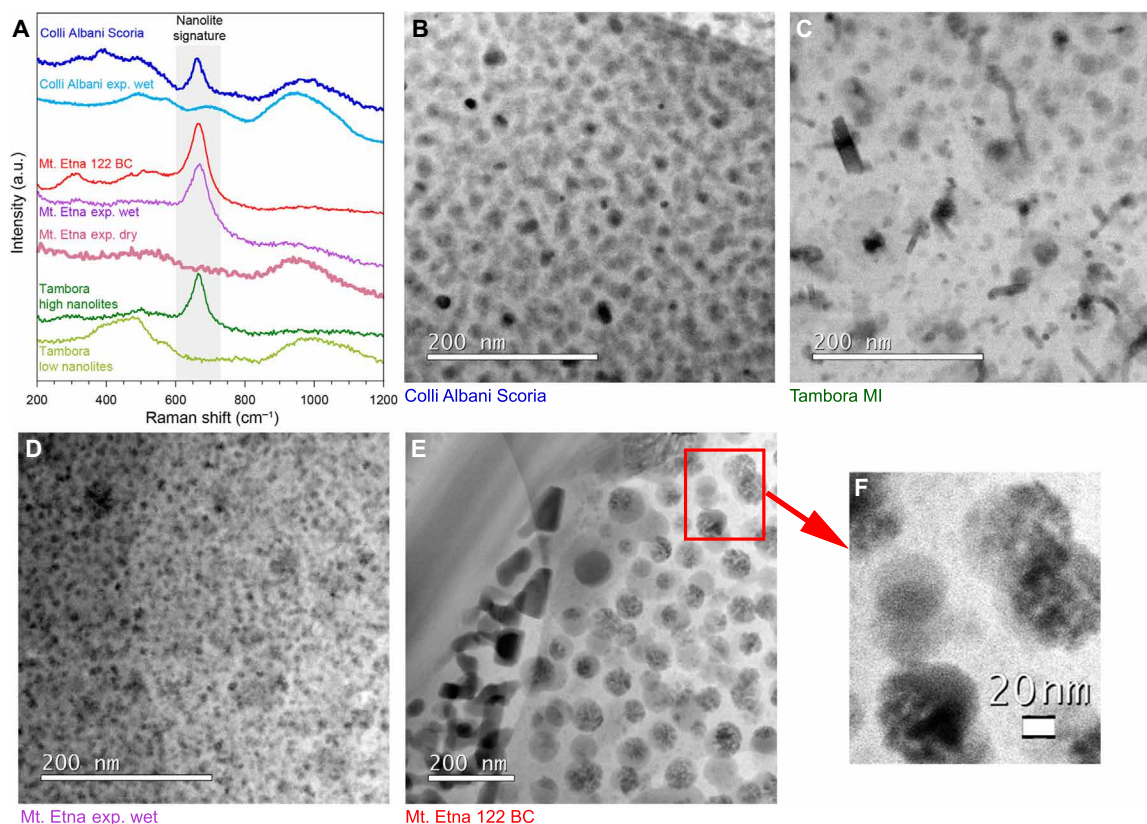 A
Nanolite
signature
Colli Albani Scoria
Colli Albani exp. wet
Mt. Etna 122 BC
Mt. Etna exp. wet
Mt. Etna exp. dry
Tambora
high nanolites
Tambora
low nanolites
Intensity (a.u.)
200 400 600 800 1000 1200
Raman shift (cm⁻¹)
B
200 nm
Colli Albani Scoria
C
200 nm
Tambora MI
D
200 nm
Mt. Etna exp. wet
E
200 nm
Mt. Etna 122 BC
F
20nm